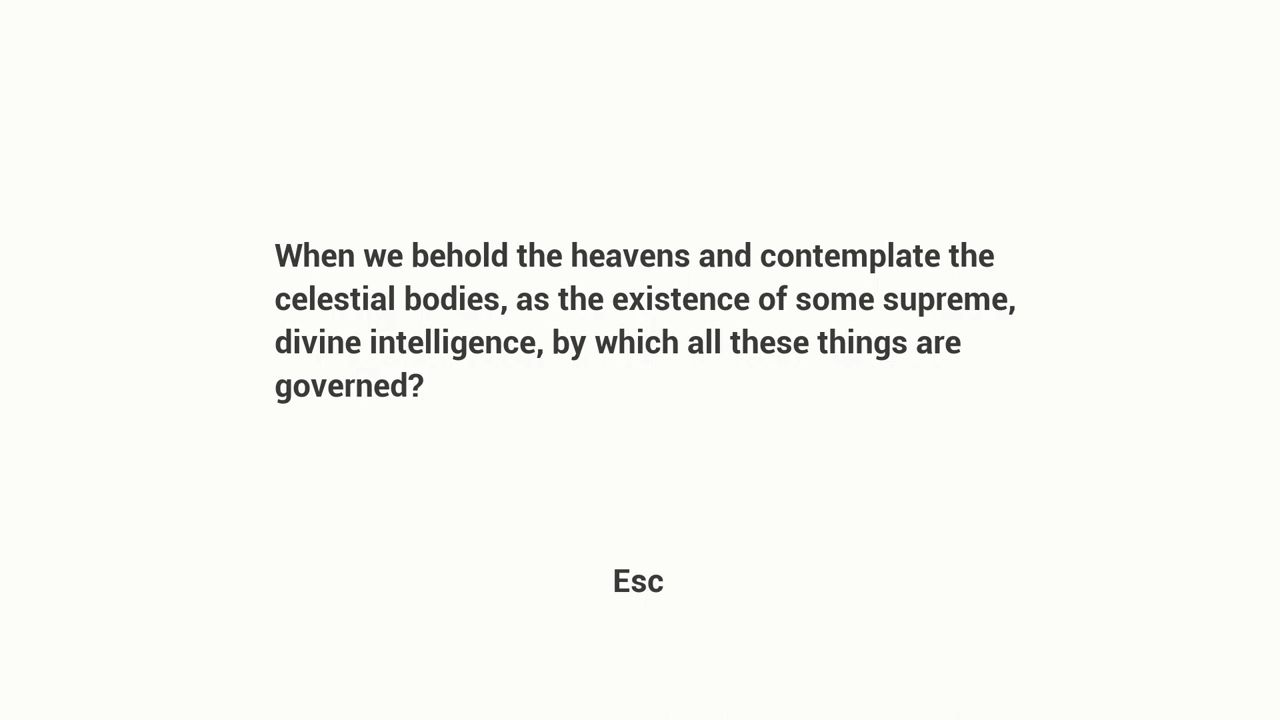 When we behold the heavens and contemplate the
celestial bodies, as the existence of some supreme,
divine intelligence, by which all these things are
governed?
Esc